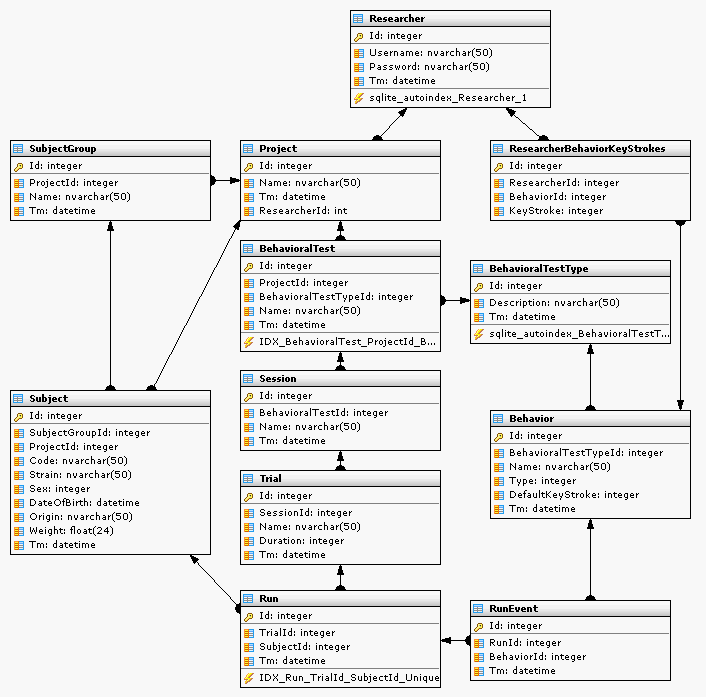 Researcher
Id: integer
Username: nvarchar(50)
Password: nvarchar(50)
Tm: datetime
sqlite_autoindex_Researcher_1
SubjectGroup
Id: integer
ProjectId: integer
Name: nvarchar(50)
Tm: datetime
Project
Id: integer
Name: nvarchar(50)
Tm: datetime
ResearcherId: int
ResearcherBehaviorKeyStrokes
Id: integer
ResearcherId: integer
BehaviorId: integer
KeyStroke: integer
BehavioralTest
Id: integer
ProjectId: integer
BehavioralTestTypeId: integer
Name: nvarchar(50)
Tm: datetime
IDX_BehavioralTest_ProjectId_B...
BehavioralTestType
Id: integer
Description: nvarchar(50)
Tm: datetime
sqlite_autoindex_BehavioralTestT...
Session
Id: integer
BehavioralTestId: integer
Name: nvarchar(50)
Tm: datetime
Subject
Id: integer
SubjectGroupId: integer
ProjectId: integer
Code: nvarchar(50)
Strain: nvarchar(50)
Sex: integer
DateOfBirth: datetime
Origin: nvarchar(50)
Weight: float(24)
Tm: datetime
Behavior
Id: integer
BehavioralTestTypeId: integer
Name: nvarchar(50)
Type: integer
DefaultKeyStroke: integer
Tm: datetime
Trial
Id: integer
SessionId: integer
Name: nvarchar(50)
Duration: integer
Tm: datetime
Run
Id: integer
TrialId: integer
SubjectId: integer
Tm: datetime
IDX_Run_TrialId_SubjectId_Unique
RunEvent
Id: integer
RunId: integer
BehaviorId: integer
Tm: datetime